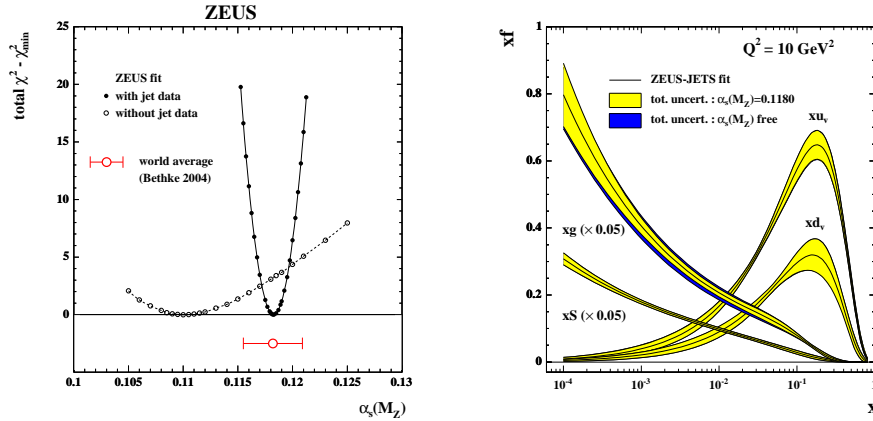 ZEUS
total χ² - χ²min
25
20
15
10
5
0
ZEUS fit
with jet data
without jet data
world average
(Bethke 2004)
0.1 0.105 0.11 0.115 0.12 0.125 0.13
αs(MZ)
xf
1
0.8
0.6
0.4
0.2
0
Q² = 10 GeV²
ZEUS-JETS fit
tot. uncert. : αs(MZ)=0.1180
tot. uncert. : αs(MZ) free
xuv
xdv
xg (× 0.05)
xS (× 0.05)
10⁻⁴ 10⁻³ 10⁻² 10⁻¹ 1
x